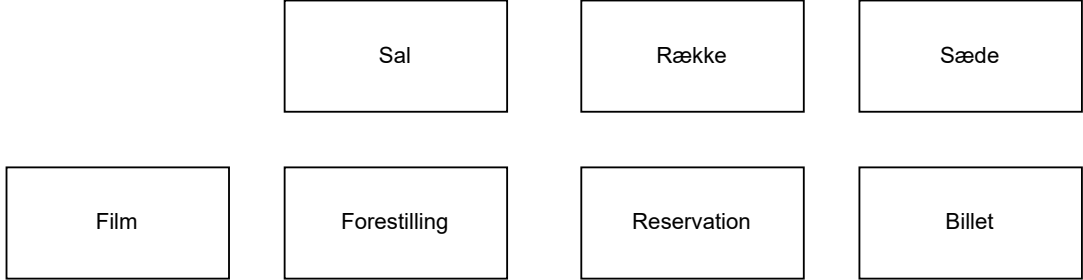 Sal
Række
Sæde
Film
Forestilling
Reservation
Billet